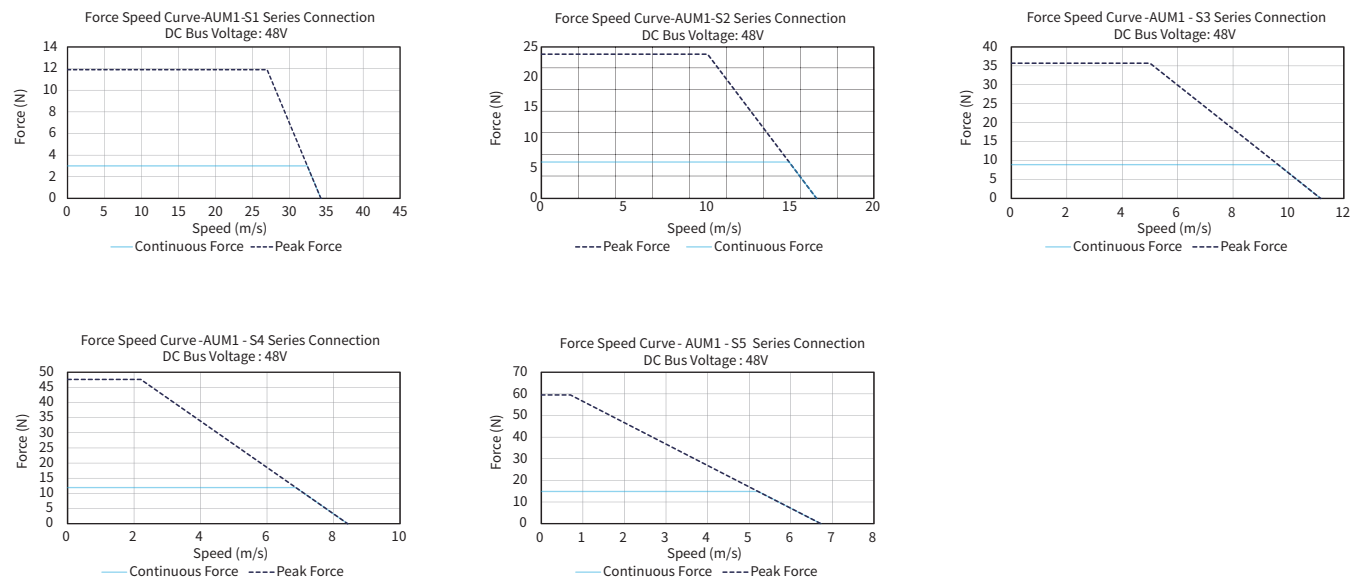 Force Speed Curve-AUM1-S1 Series Connection
DC Bus Voltage: 48V
14
12
10
8
6
4
2
0
Force (N)
0 5 10 15 20 25 30 35 40 45
Speed (m/s)
Continuous Force Peak Force
Force Speed Curve-AUM1-S2 Series Connection
DC Bus Voltage: 48V
25
20
15
10
5
0
Force (N)
0 5 10 15 20
Speed (m/s)
Peak Force Continuous Force
Force Speed Curve -AUM1 - S3 Series Connection
DC Bus Voltage: 48V
40
35
30
25
20
15
10
5
0
Force (N)
0 2 4 6 8 10 12
Speed (m/s)
Continuous Force Peak Force
Force Speed Curve -AUM1 - S4 Series Connection
DC Bus Voltage : 48V
50
45
40
35
30
25
20
15
10
5
0
Force (N)
0 2 4 6 8 10
Speed (m/s)
Continuous Force Peak Force
Force Speed Curve - AUM1 - S5 Series Connection
DC Bus Voltage : 48V
70
60
50
40
30
20
10
0
Force (N)
0 1 2 3 4 5 6 7 8
Speed (m/s)
Continuous Force Peak Force